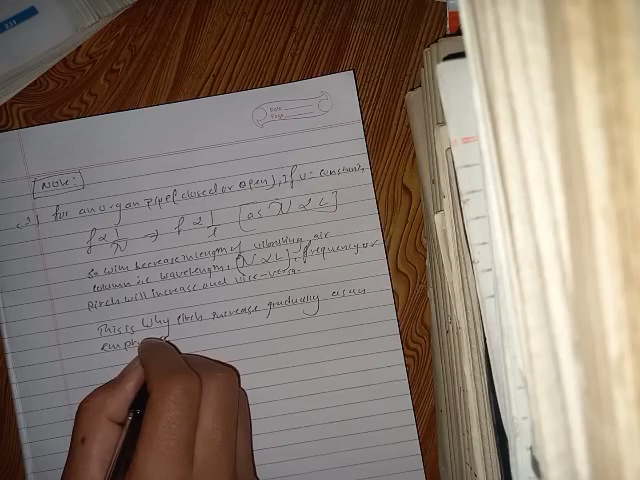 Date
Page
Note:
for an organ pipe (closed or open), if v = constant,
f ∝ 1/λ → f ∝ 1/l [as λ ∝ L]
so with decrease in length of vibrating air
column i.e wavelength, (λ ∝ L), frequency or
pitch will increase and vice-versa.
This is why pitch increase gradually as an